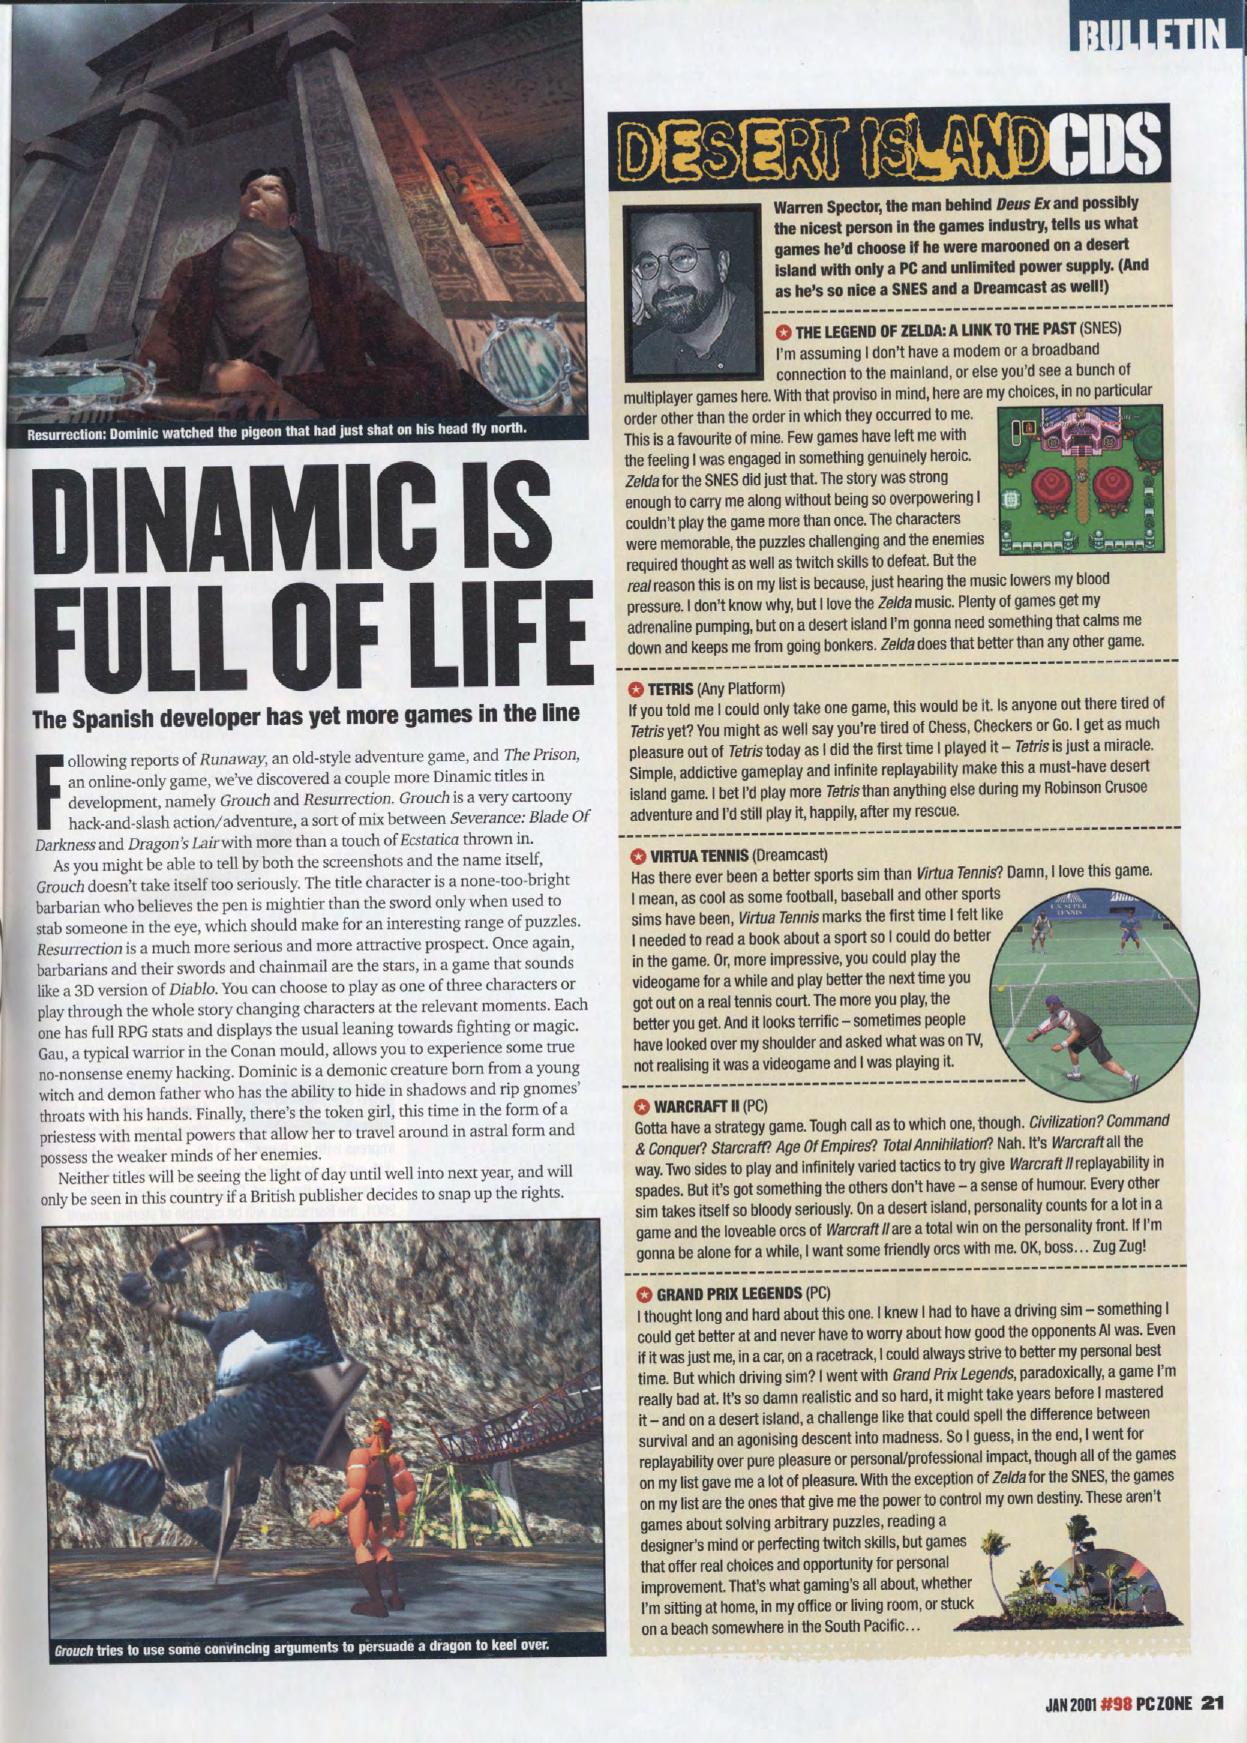 BULLETIN
Resurrection: Dominic watched the pigeon that had just shat on his head fly north.
DINAMIC IS
FULL OF LIFE
The Spanish developer has yet more games in the line
Following reports of Runaway, an old-style adventure game, and The Prison,
an online-only game, we've discovered a couple more Dinamic titles in
development, namely Grouch and Resurrection. Grouch is a very cartoony
hack-and-slash action/adventure, a sort of mix between Severance: Blade Of
Darkness and Dragon's Lair with more than a touch of Ecstatica thrown in.
As you might be able to tell by both the screenshots and the name itself,
Grouch doesn't take itself too seriously. The title character is a none-too-bright
barbarian who believes the pen is mightier than the sword only when used to
stab someone in the eye, which should make for an interesting range of puzzles.
Resurrection is a much more serious and more attractive prospect. Once again,
barbarians and their swords and chainmail are the stars, in a game that sounds
like a 3D version of Diablo. You can choose to play as one of three characters or
play through the whole story changing characters at the relevant moments. Each
one has full RPG stats and displays the usual leaning towards fighting or magic.
Gau, a typical warrior in the Conan mould, allows you to experience some true
no-nonsense enemy hacking. Dominic is a demonic creature born from a young
witch and demon father who has the ability to hide in shadows and rip gnomes'
throats with his hands. Finally, there's the token girl, this time in the form of a
priestess with mental powers that allow her to travel around in astral form and
possess the weaker minds of her enemies.
Neither titles will be seeing the light of day until well into next year, and will
only be seen in this country if a British publisher decides to snap up the rights.
Grouch tries to use some convincing arguments to persuade a dragon to keel over.
DESERT ISLAND CDS
Warren Spector, the man behind Deus Ex and possibly
the nicest person in the games industry, tells us what
games he'd choose if he were marooned on a desert
island with only a PC and unlimited power supply. (And
as he's so nice a SNES and a Dreamcast as well!)
THE LEGEND OF ZELDA: A LINK TO THE PAST (SNES)
I'm assuming I don't have a modem or a broadband
connection to the mainland, or else you'd see a bunch of
multiplayer games here. With that proviso in mind, here are my choices, in no particular
order other than the order in which they occurred to me.
This is a favourite of mine. Few games have left me with
the feeling I was engaged in something genuinely heroic.
Zelda for the SNES did just that. The story was strong
enough to carry me along without being so overpowering I
couldn't play the game more than once. The characters
were memorable, the puzzles challenging and the enemies
required thought as well as twitch skills to defeat. But the
real reason this is on my list is because, just hearing the music lowers my blood
pressure. I don't know why, but I love the Zelda music. Plenty of games get my
adrenaline pumping, but on a desert island I'm gonna need something that calms me
down and keeps me from going bonkers. Zelda does that better than any other game.
TETRIS (Any Platform)
If you told me I could only take one game, this would be it. Is anyone out there tired of
Tetris yet? You might as well say you're tired of Chess, Checkers or Go. I get as much
pleasure out of Tetris today as I did the first time I played it – Tetris is just a miracle.
Simple, addictive gameplay and infinite replayability make this a must-have desert
island game. I bet I'd play more Tetris than anything else during my Robinson Crusoe
adventure and I'd still play it, happily, after my rescue.
VIRTUA TENNIS (Dreamcast)
Has there ever been a better sports sim than Virtua Tennis? Damn, I love this game.
I mean, as cool as some football, baseball and other sports
sims have been, Virtua Tennis marks the first time I felt like
I needed to read a book about a sport so I could do better
in the game. Or, more impressive, you could play the
videogame for a while and play better the next time you
got out on a real tennis court. The more you play, the
better you get. And it looks terrific – sometimes people
have looked over my shoulder and asked what was on TV,
not realising it was a videogame and I was playing it.
WARCRAFT II (PC)
Gotta have a strategy game. Tough call as to which one, though. Civilization? Command
& Conquer? Starcraft? Age Of Empires? Total Annihilation? Nah. It's Warcraft all the
way. Two sides to play and infinitely varied tactics to try give Warcraft II replayability in
spades. But it's got something the others don't have – a sense of humour. Every other
sim takes itself so bloody seriously. On a desert island, personality counts for a lot in a
game and the loveable orcs of Warcraft II are a total win on the personality front. If I'm
gonna be alone for a while, I want some friendly orcs with me. OK, boss... Zug Zug!
GRAND PRIX LEGENDS (PC)
I thought long and hard about this one. I knew I had to have a driving sim – something I
could get better at and never have to worry about how good the opponents AI was. Even
if it was just me, in a car, on a racetrack, I could always strive to better my personal best
time. But which driving sim? I went with Grand Prix Legends, paradoxically, a game I'm
really bad at. It's so damn realistic and so hard, it might take years before I mastered
it – and on a desert island, a challenge like that could spell the difference between
survival and an agonising descent into madness. So I guess, in the end, I went for
replayability over pure pleasure or personal/professional impact, though all of the games
on my list gave me a lot of pleasure. With the exception of Zelda for the SNES, the games
on my list are the ones that give me the power to control my own destiny. These aren't
games about solving arbitrary puzzles, reading a
designer's mind or perfecting twitch skills, but games
that offer real choices and opportunity for personal
improvement. That's what gaming's all about, whether
I'm sitting at home, in my office or living room, or stuck
on a beach somewhere in the South Pacific...
JAN 2001 #98 PC ZONE 21